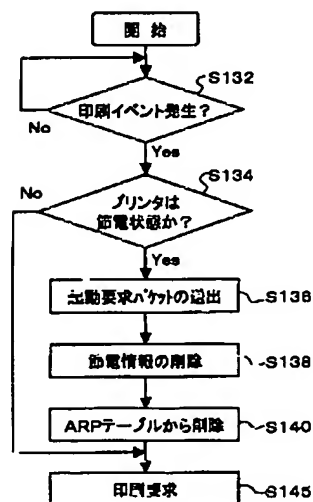 開始
S132
印刷イベント発生?
No
Yes
S134
No
プリンタは
節電状態か?
Yes
起動要求パケットの送出
S136
節電情報の削除
S138
ARPテーブルから削除
S140
印刷要求
S145